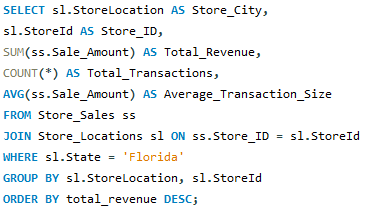 SELECT sl.StoreLocation AS Store_City,
sl.StoreId AS Store_ID,
SUM(ss.Sale_Amount) AS Total_Revenue,
COUNT(*) AS Total_Transactions,
AVG(ss.Sale_Amount) AS Average_Transaction_Size
FROM Store_Sales ss
JOIN Store_Locations sl ON ss.Store_ID = sl.StoreId
WHERE sl.State = 'Florida'
GROUP BY sl.StoreLocation, sl.StoreId
ORDER BY total_revenue DESC;